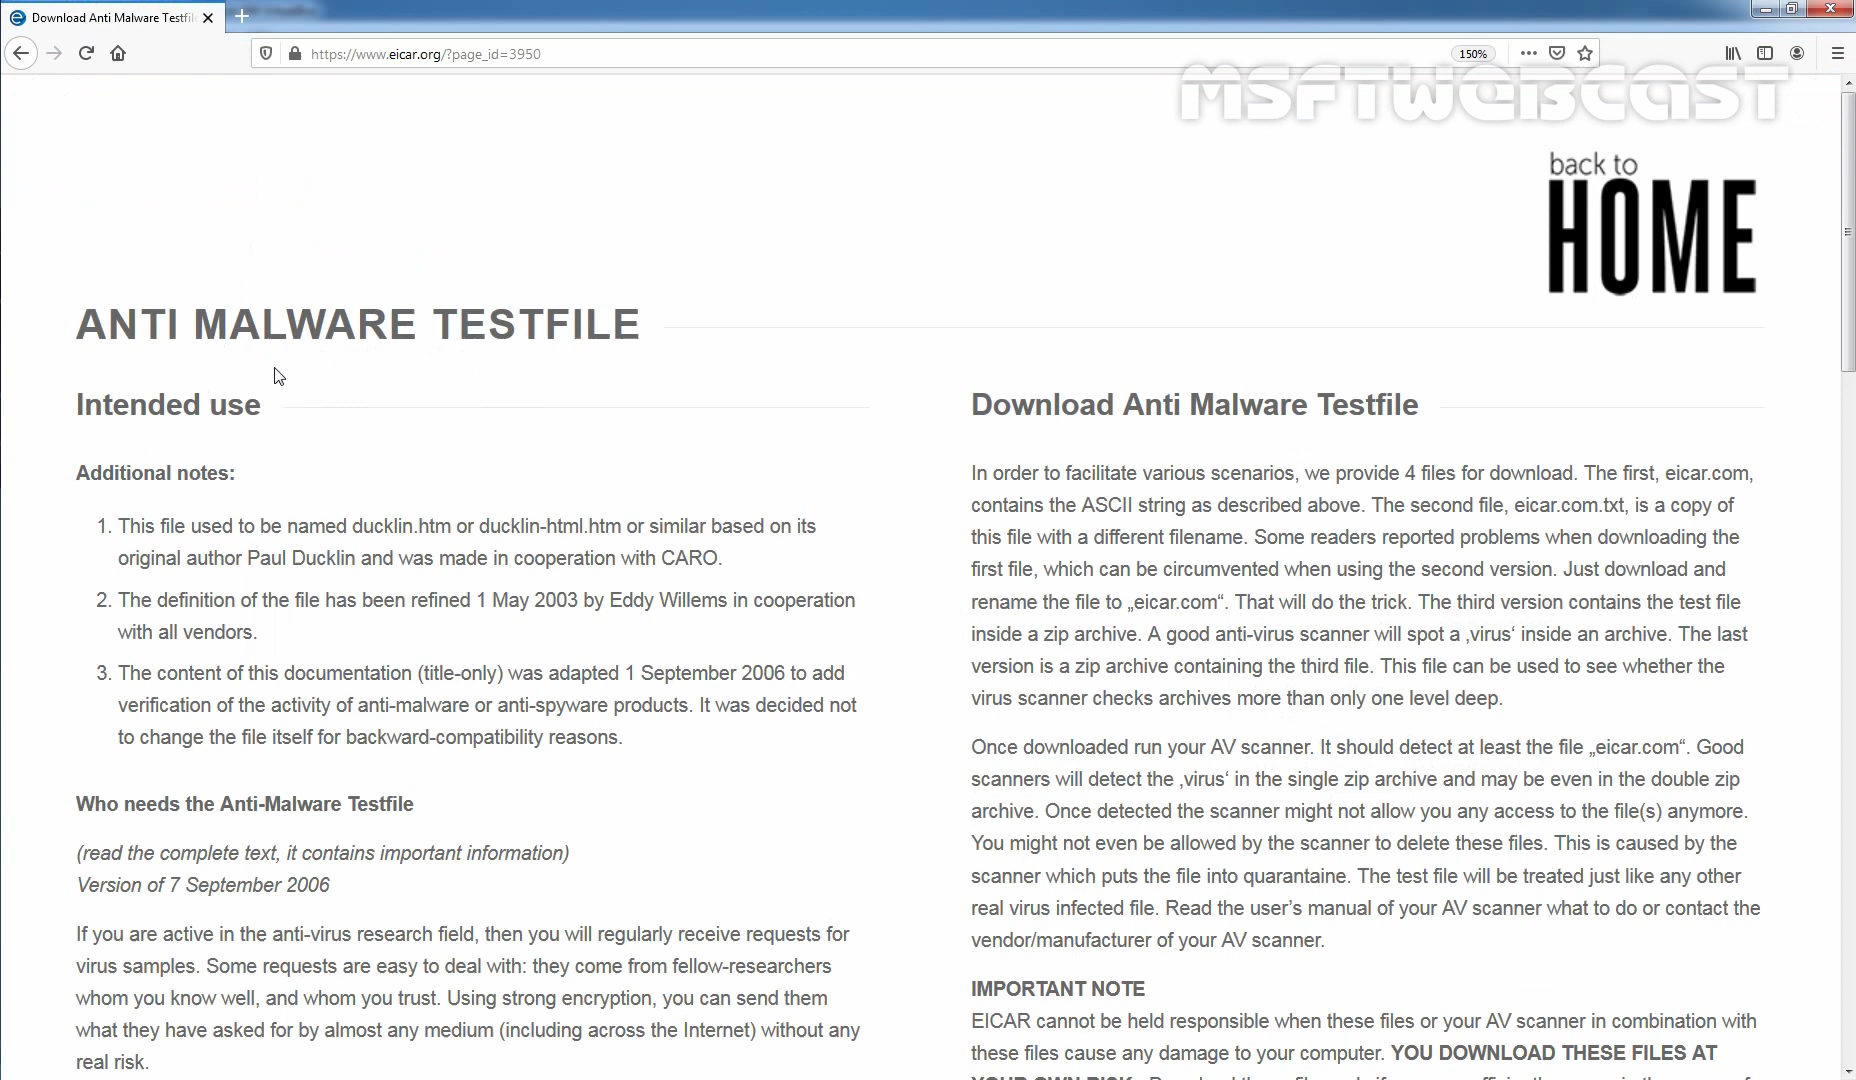 Download Anti Malware Testfil
https://www.eicar.org/?page_id=3950
150%
MSFTWEBCAST
back to
HOME
ANTI MALWARE TESTFILE
Intended use
Additional notes:
1. This file used to be named ducklin.htm or ducklin-html.htm or similar based on its
original author Paul Ducklin and was made in cooperation with CARO.
2. The definition of the file has been refined 1 May 2003 by Eddy Willems in cooperation
with all vendors.
3. The content of this documentation (title-only) was adapted 1 September 2006 to add
verification of the activity of anti-malware or anti-spyware products. It was decided not
to change the file itself for backward-compatibility reasons.
Who needs the Anti-Malware Testfile
(read the complete text, it contains important information)
Version of 7 September 2006
If you are active in the anti-virus research field, then you will regularly receive requests for
virus samples. Some requests are easy to deal with: they come from fellow-researchers
whom you know well, and whom you trust. Using strong encryption, you can send them
what they have asked for by almost any medium (including across the Internet) without any
real risk.
Download Anti Malware Testfile
In order to facilitate various scenarios, we provide 4 files for download. The first, eicar.com,
contains the ASCII string as described above. The second file, eicar.com.txt, is a copy of
this file with a different filename. Some readers reported problems when downloading the
first file, which can be circumvented when using the second version. Just download and
rename the file to „eicar.com“. That will do the trick. The third version contains the test file
inside a zip archive. A good anti-virus scanner will spot a ‚virus‘ inside an archive. The last
version is a zip archive containing the third file. This file can be used to see whether the
virus scanner checks archives more than only one level deep.
Once downloaded run your AV scanner. It should detect at least the file „eicar.com“. Good
scanners will detect the ‚virus‘ in the single zip archive and may be even in the double zip
archive. Once detected the scanner might not allow you any access to the file(s) anymore.
You might not even be allowed by the scanner to delete these files. This is caused by the
scanner which puts the file into quarantaine. The test file will be treated just like any other
real virus infected file. Read the user’s manual of your AV scanner what to do or contact the
vendor/manufacturer of your AV scanner.
IMPORTANT NOTE
EICAR cannot be held responsible when these files or your AV scanner in combination with
these files cause any damage to your computer. YOU DOWNLOAD THESE FILES AT